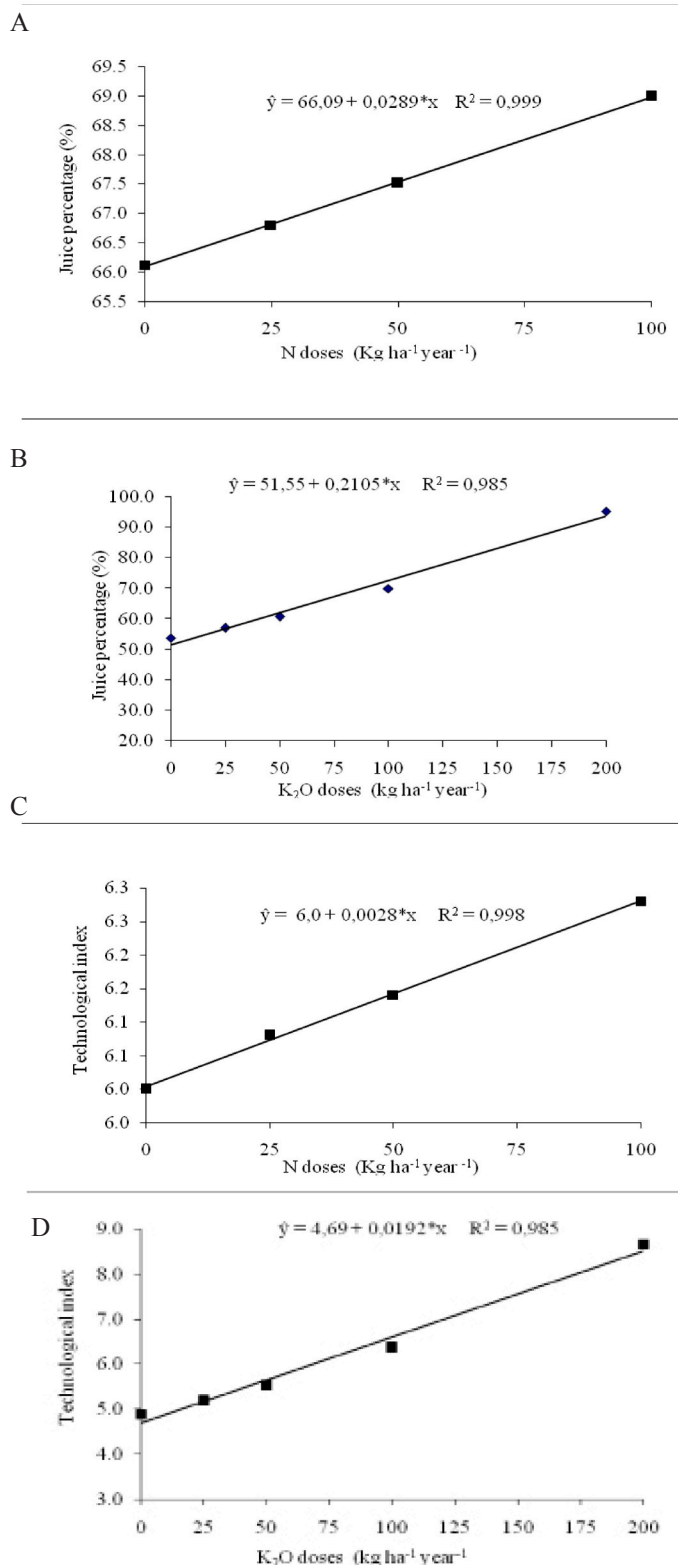 A
ŷ = 66,09 + 0,0289*x R² = 0,999
69.5
69.0
68.5
68.0
67.5
67.0
66.5
66.0
65.5
Juice percentage (%)
0 25 50 75 100
N doses (Kg ha⁻¹ year ⁻¹)
B
ŷ = 51,55 + 0,2105*x R² = 0,985
100.0
90.0
80.0
70.0
60.0
50.0
40.0
30.0
20.0
Juice percentage (%)
0 25 50 75 100 125 150 175 200
K₂O doses (kg ha⁻¹ year⁻¹)
C
ŷ = 6,0 + 0,0028*x R² = 0,998
6.3
6.3
6.2
6.2
6.1
6.1
6.0
6.0
Technological index
0 25 50 75 100
N doses (Kg ha⁻¹ year ⁻¹)
D
ŷ = 4,69 + 0,0192*x R² = 0,985
9.0
8.0
7.0
6.0
5.0
4.0
3.0
Technological index
0 25 50 75 100 125 150 175 200
K₂O doses (kg ha⁻¹ year⁻¹